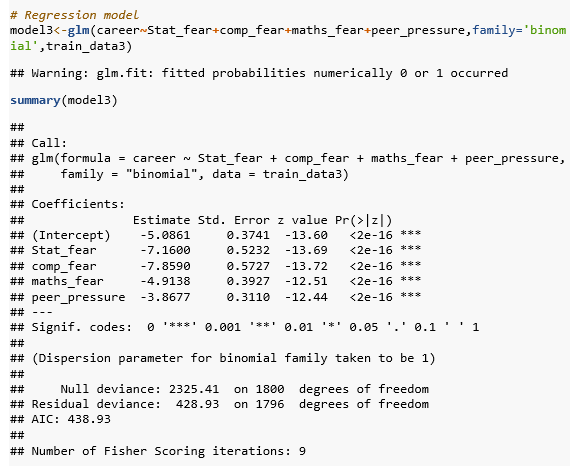 # Regression model
model3<-glm(career~Stat_fear+comp_fear+maths_fear+peer_pressure,family='binom
ial',train_data3)
## Warning: glm.fit: fitted probabilities numerically 0 or 1 occurred
summary(model3)
##
## Call:
## glm(formula = career ~ Stat_fear + comp_fear + maths_fear + peer_pressure,
##     family = "binomial", data = train_data3)
##
## Coefficients:
##               Estimate Std. Error z value Pr(>|z|)
## (Intercept)    -5.0861     0.3741  -13.60   <2e-16 ***
## Stat_fear      -7.1600     0.5232  -13.69   <2e-16 ***
## comp_fear      -7.8590     0.5727  -13.72   <2e-16 ***
## maths_fear     -4.9138     0.3927  -12.51   <2e-16 ***
## peer_pressure  -3.8677     0.3110  -12.44   <2e-16 ***
## ---
## Signif. codes:  0 '***' 0.001 '**' 0.01 '*' 0.05 '.' 0.1 ' ' 1
##
## (Dispersion parameter for binomial family taken to be 1)
##
##     Null deviance: 2325.41  on 1800  degrees of freedom
## Residual deviance:  428.93  on 1796  degrees of freedom
## AIC: 438.93
##
## Number of Fisher Scoring iterations: 9